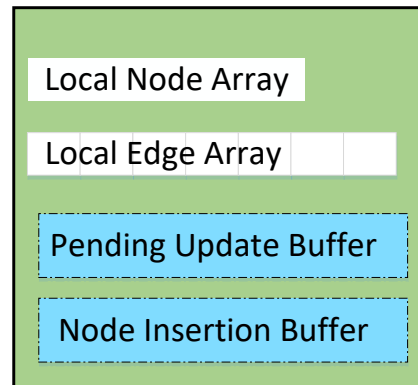 Local Node Array
Local Edge Array
Pending Update Buffer
Node Insertion Buffer